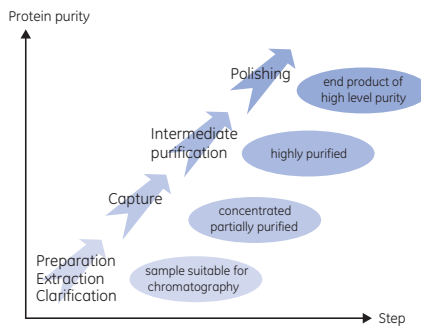 Protein purity
Polishing
end product of
high level purity
Intermediate
purification
highly purified
Capture
concentrated
partially purified
Preparation
Extraction
Clarification
sample suitable for
chromatography
Step